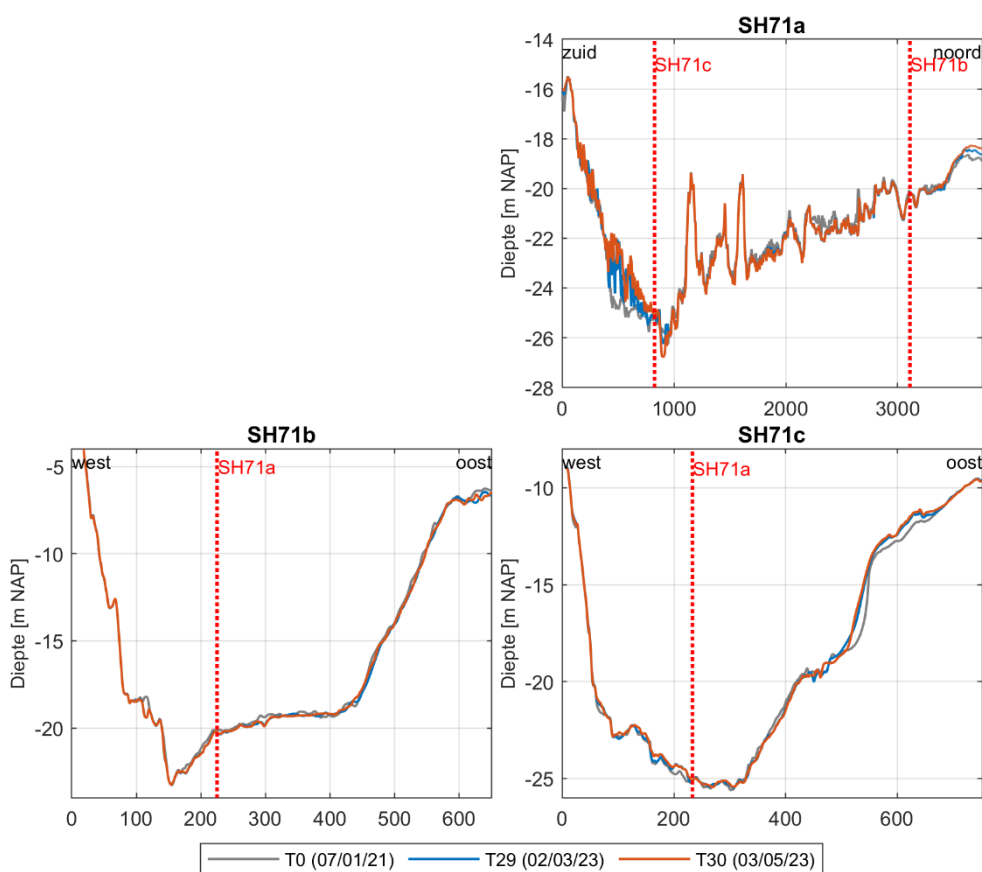 SH71a
zuid
noord
SH71c
SH71b
Diepte [m NAP]
-14
-16
-18
-20
-22
-24
-26
-28
0
1000
2000
3000
SH71b
west
oost
SH71a
Diepte [m NAP]
-5
-10
-15
-20
0
100
200
300
400
500
600
SH71c
west
oost
SH71a
Diepte [m NAP]
-10
-15
-20
-25
0
200
400
600
T0 (07/01/21)
T29 (02/03/23)
T30 (03/05/23)